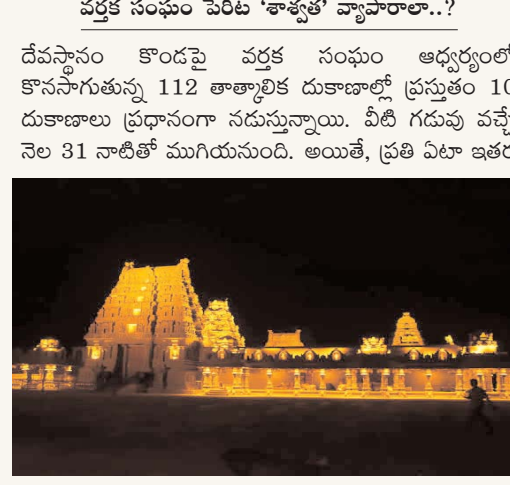 వర్తక సంఘం పేరిట ‘శాశ్వత’ వ్యాపారాలా..?
దేవస్థానం కొండపై వర్తక సంఘం ఆధ్వర్యంలో
కొనసాగుతున్న 112 తాత్కాలిక దుకాణాల్లో ప్రస్తుతం 10
దుకాణాలు ప్రధానంగా నడుస్తున్నాయి. వీటి గడువు వచ్చే
నెల 31 నాటితో ముగియనుంది. అయితే, ప్రతి ఏటా ఇతర